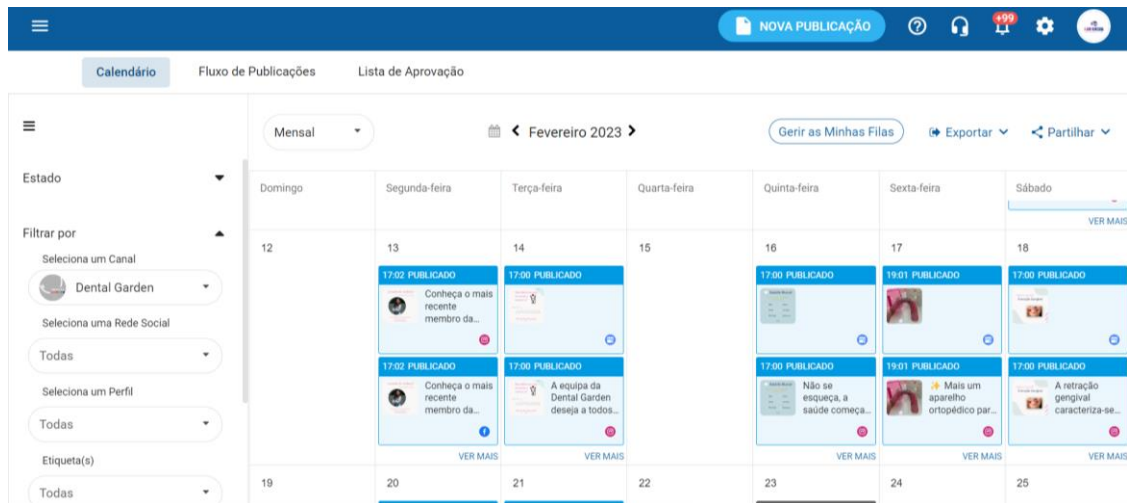 NOVA PUBLICAÇÃO
+99
Calendário
Fluxo de Publicações
Lista de Aprovação
Mensal
Fevereiro 2023
Gerir as Minhas Filas
Exportar
Partilhar
Estado
Filtrar por
Seleciona um Canal
Dental Garden
Seleciona uma Rede Social
Todas
Seleciona um Perfil
Todas
Etiqueta(s)
Todas
Domingo
Segunda-feira
Terça-feira
Quarta-feira
Quinta-feira
Sexta-feira
Sábado
VER MAIS
12
13
17:02 PUBLICADO
Conheça o mais
recente
membro da...
17:02 PUBLICADO
Conheça o mais
recente
membro da...
VER MAIS
14
17:00 PUBLICADO
17:00 PUBLICADO
A equipa da
Dental Garden
deseja a todos...
VER MAIS
15
16
17:00 PUBLICADO
17:00 PUBLICADO
Não se
esqueça, a
saúde começa...
VER MAIS
17
19:01 PUBLICADO
19:01 PUBLICADO
✨ Mais um
aparelho
ortopédico par...
VER MAIS
18
17:00 PUBLICADO
17:00 PUBLICADO
A retração
gengival
caracteriza-se...
VER MAIS
19
20
21
22
23
24
25